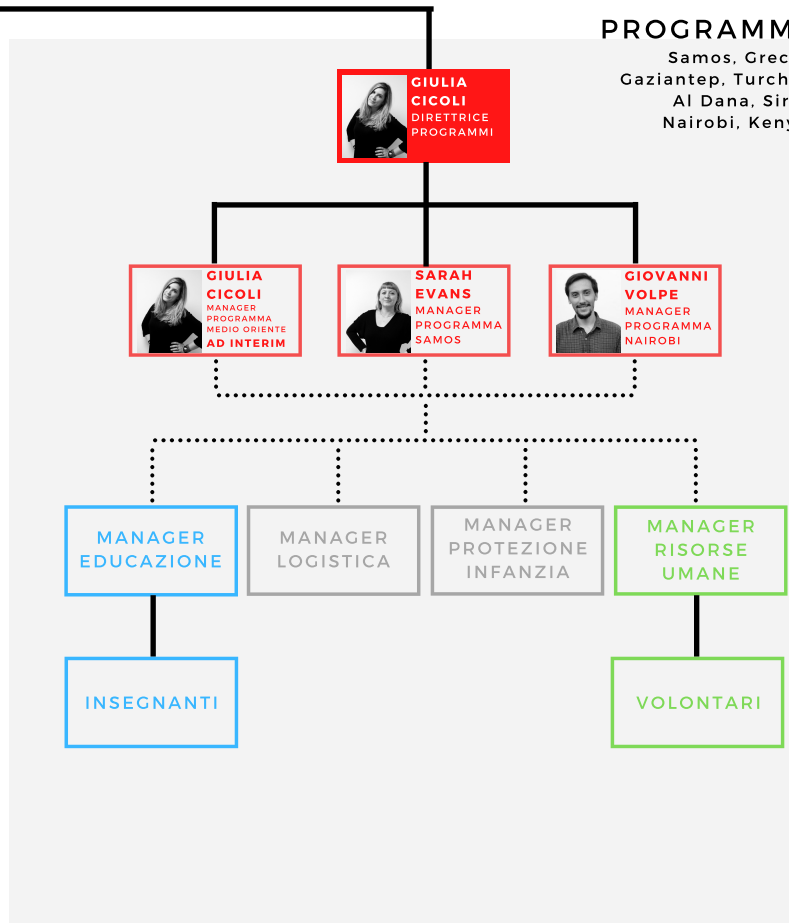 PROGRAMM
Samos, Grec
Gaziantep, Turch
Al Dana, Sir
Nairobi, Keny
GIULIA
CICOLI
DIRETTRICE
PROGRAMMI
GIULIA
CICOLI
MANAGER
PROGRAMMA
MEDIO ORIENTE
AD INTERIM
SARAH
EVANS
MANAGER
PROGRAMMA
SAMOS
GIOVANNI
VOLPE
MANAGER
PROGRAMMA
NAIROBI
MANAGER
EDUCAZIONE
MANAGER
LOGISTICA
MANAGER
PROTEZIONE
INFANZIA
MANAGER
RISORSE
UMANE
INSEGNANTI
VOLONTARI